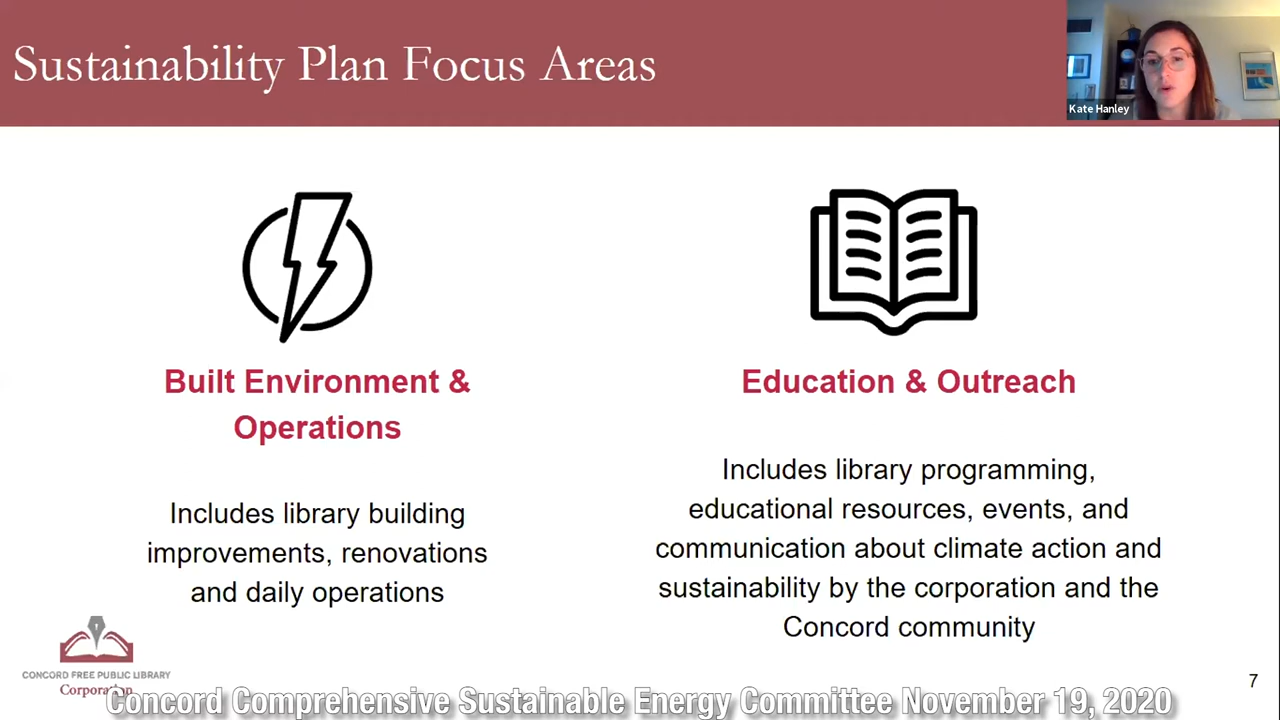 Sustainability Plan Focus Areas
Kate Hanley
Built Environment &
Operations
Includes library building
improvements, renovations
and daily operations
Education & Outreach
Includes library programming,
educational resources, events, and
communication about climate action and
sustainability by the corporation and the
Concord community
CONCORD FREE PUBLIC LIBRARY
Corporation
7
Concord Comprehensive Sustainable Energy Committee November 19, 2020